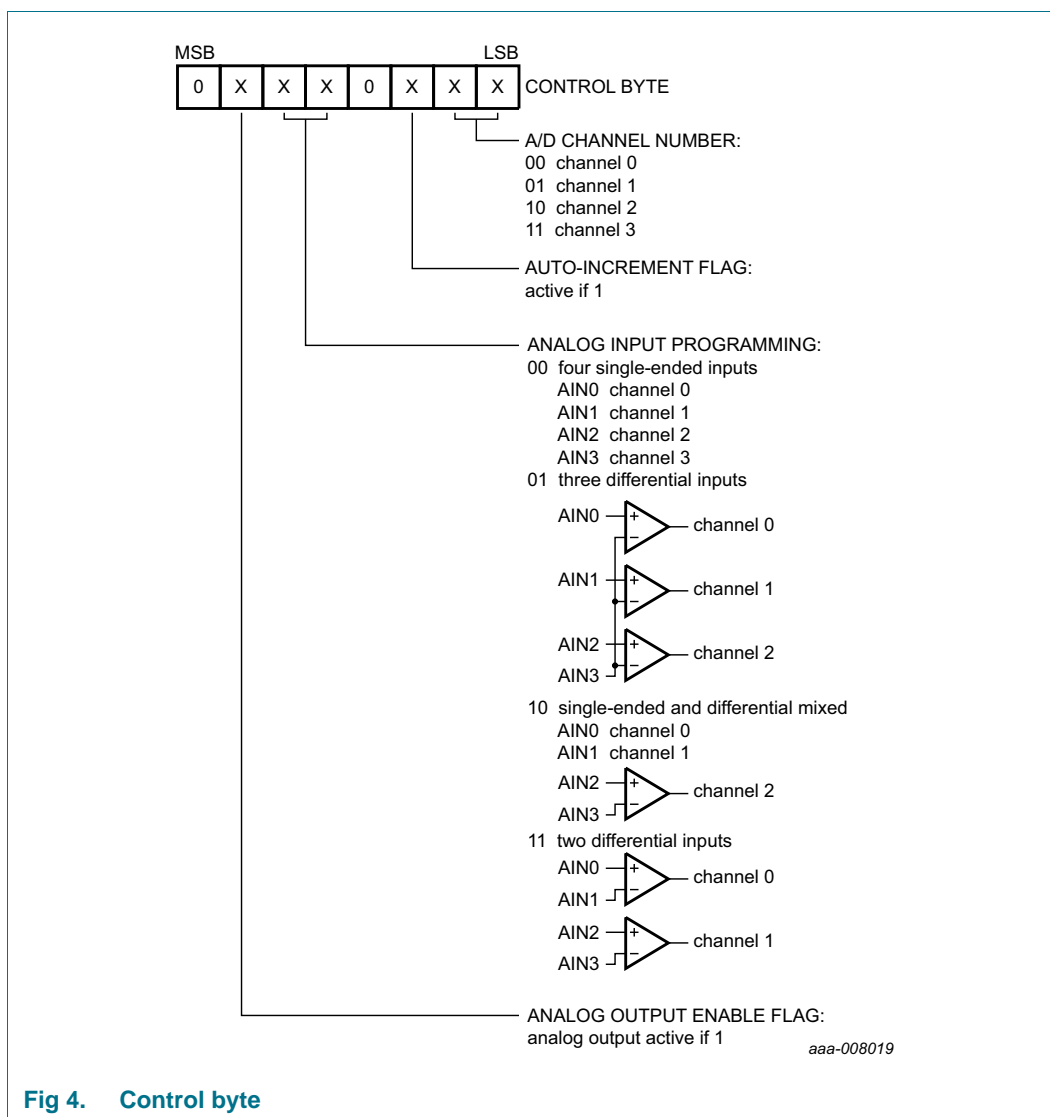 MSB LSB
0 X X X 0 X X X CONTROL BYTE
A/D CHANNEL NUMBER:
00 channel 0
01 channel 1
10 channel 2
11 channel 3
AUTO-INCREMENT FLAG:
active if 1
ANALOG INPUT PROGRAMMING:
00 four single-ended inputs
AIN0 channel 0
AIN1 channel 1
AIN2 channel 2
AIN3 channel 3
01 three differential inputs
AIN0 + − channel 0
AIN1 + − channel 1
AIN2 + channel 2
AIN3 −
10 single-ended and differential mixed
AIN0 channel 0
AIN1 channel 1
AIN2 + channel 2
AIN3 −
11 two differential inputs
AIN0 + channel 0
AIN1 −
AIN2 + channel 1
AIN3 −
ANALOG OUTPUT ENABLE FLAG:
analog output active if 1
aaa-008019
Fig 4. Control byte